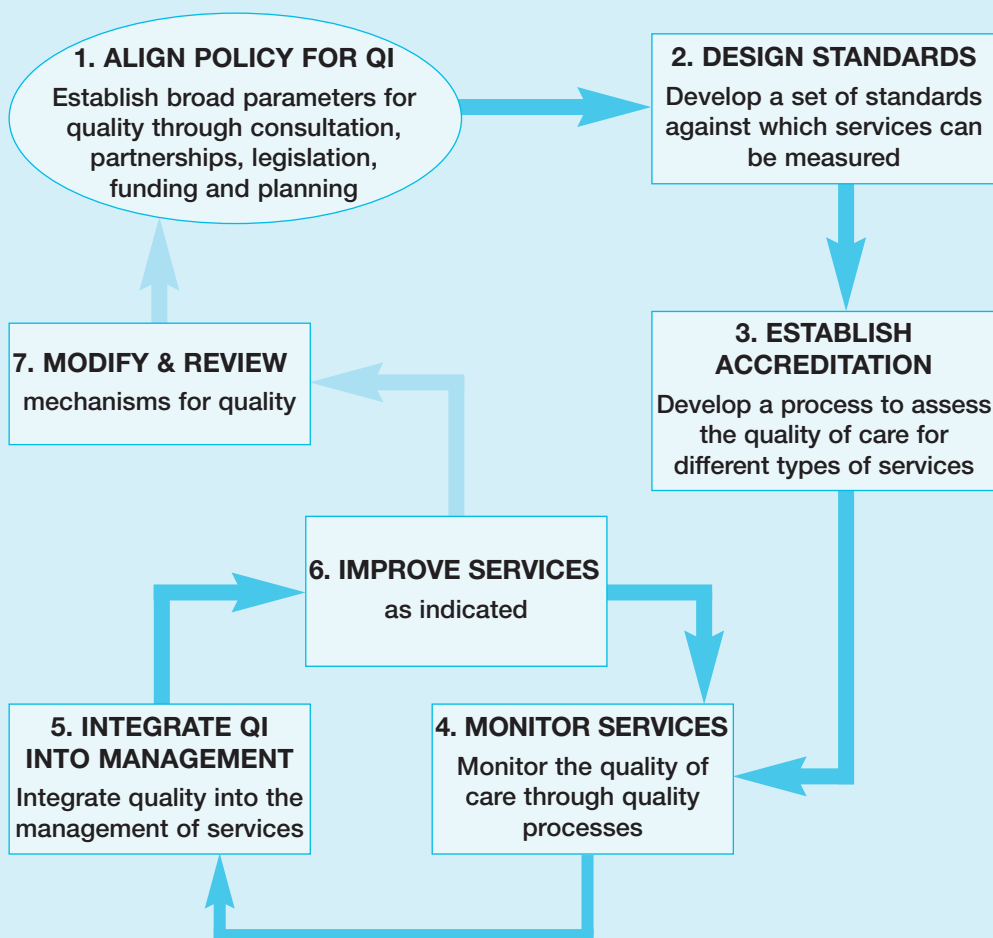 1. ALIGN POLICY FOR QI
Establish broad parameters for
quality through consultation,
partnerships, legislation,
funding and planning
2. DESIGN STANDARDS
Develop a set of standards
against which services can
be measured
3. ESTABLISH
ACCREDITATION
Develop a process to assess
the quality of care for
different types of services
7. MODIFY & REVIEW
mechanisms for quality
6. IMPROVE SERVICES
as indicated
5. INTEGRATE QI
INTO MANAGEMENT
Integrate quality into the
management of services
4. MONITOR SERVICES
Monitor the quality of
care through quality
processes